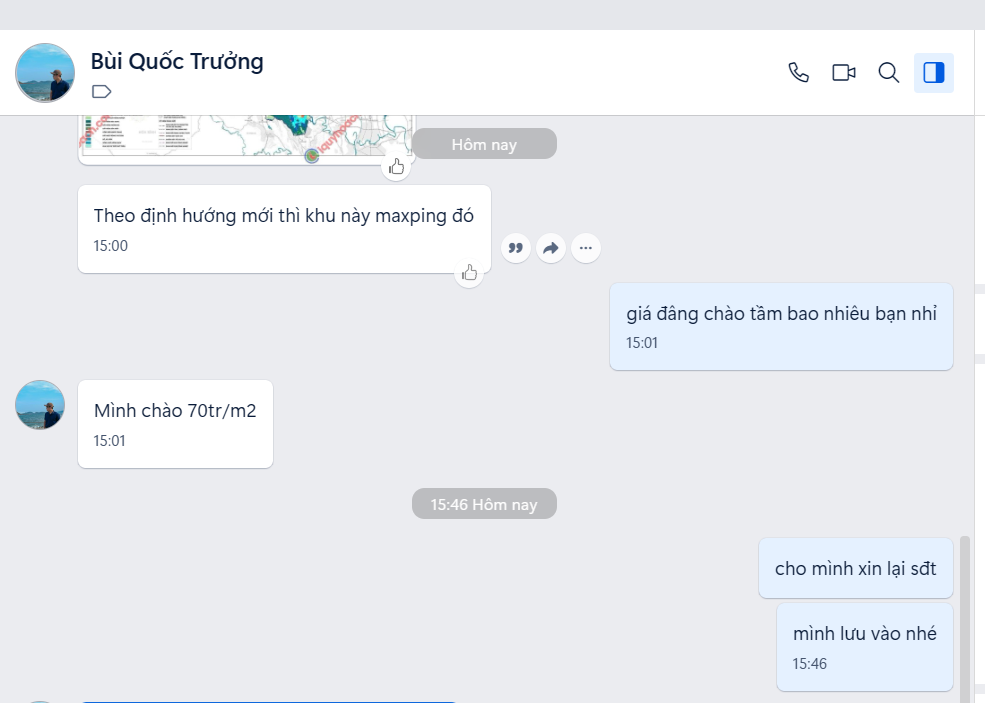 Bùi Quốc Trưởng
Hôm nay
Theo định hướng mới thì khu này maxping đó
15:00
giá đâng chào tầm bao nhiêu bạn nhỉ
15:01
Mình chào 70tr/m2
15:01
15:46 Hôm nay
cho mình xin lại sđt
mình lưu vào nhé
15:46